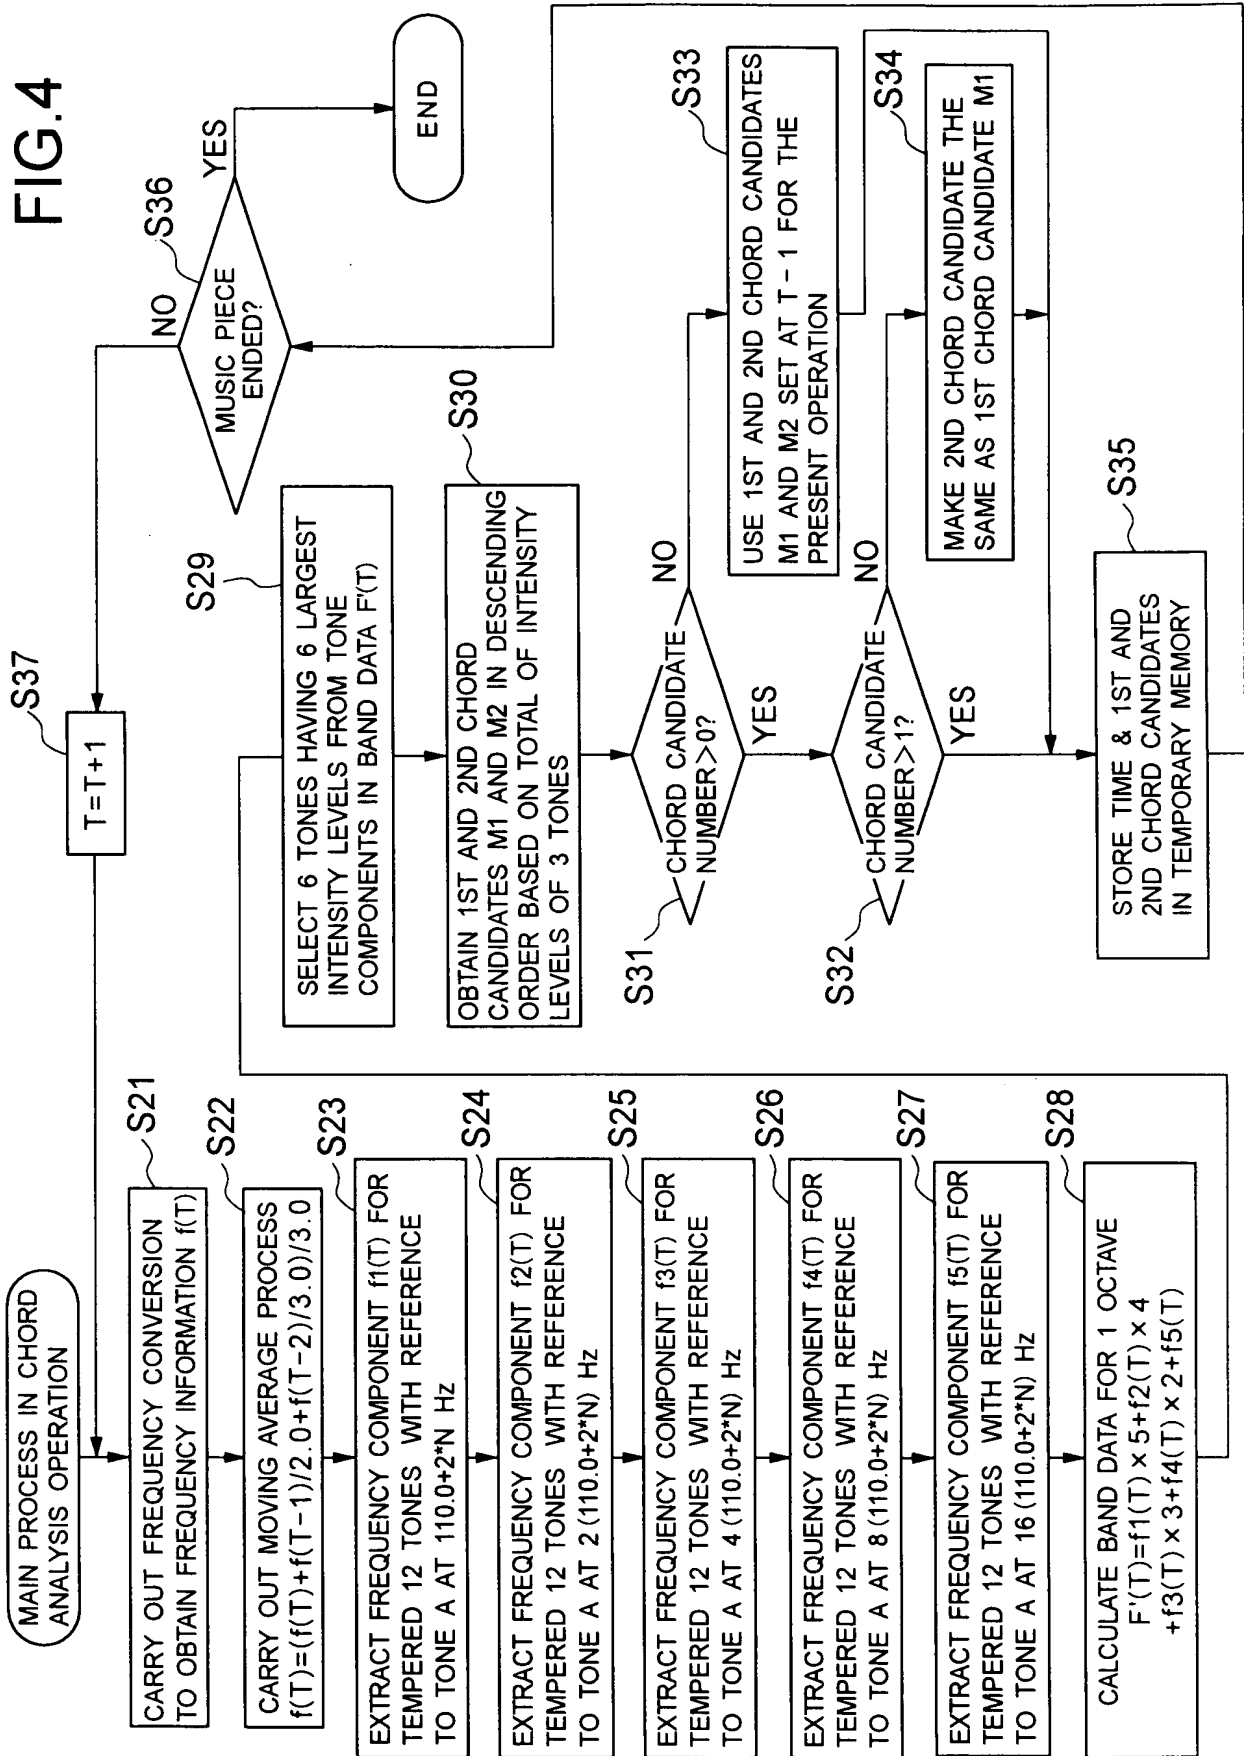 FIG.4
MAIN PROCESS IN CHORD
ANALYSIS OPERATION
S21
CARRY OUT FREQUENCY CONVERSION
TO OBTAIN FREQUENCY INFORMATION f(T)
S22
CARRY OUT MOVING AVERAGE PROCESS
f(T)=(f(T)+f(T-1)/2.0+f(T-2)/3.0)/3.0
S23
EXTRACT FREQUENCY COMPONENT f1(T) FOR
TEMPERED 12 TONES WITH REFERENCE
TO TONE A AT 110.0+2*N Hz
S24
EXTRACT FREQUENCY COMPONENT f2(T) FOR
TEMPERED 12 TONES WITH REFERENCE
TO TONE A AT 2 (110.0+2*N) Hz
S25
EXTRACT FREQUENCY COMPONENT f3(T) FOR
TEMPERED 12 TONES WITH REFERENCE
TO TONE A AT 4 (110.0+2*N) Hz
S26
EXTRACT FREQUENCY COMPONENT f4(T) FOR
TEMPERED 12 TONES WITH REFERENCE
TO TONE A AT 8 (110.0+2*N) Hz
S27
EXTRACT FREQUENCY COMPONENT f5(T) FOR
TEMPERED 12 TONES WITH REFERENCE
TO TONE A AT 16 (110.0+2*N) Hz
S28
CALCULATE BAND DATA FOR 1 OCTAVE
F'(T)=f1(T)×5+f2(T)×4
+f3(T)×3+f4(T)×2+f5(T)
S29
SELECT 6 TONES HAVING 6 LARGEST
INTENSITY LEVELS FROM TONE
COMPONENTS IN BAND DATA F'(T)
S30
OBTAIN 1ST AND 2ND CHORD
CANDIDATES M1 AND M2 IN DESCENDING
ORDER BASED ON TOTAL OF INTENSITY
LEVELS OF 3 TONES
S31
CHORD CANDIDATE
NUMBER>0?
NO
YES
S33
USE 1ST AND 2ND CHORD CANDIDATES
M1 AND M2 SET AT T-1 FOR THE
PRESENT OPERATION
S32
CHORD CANDIDATE
NUMBER>1?
NO
YES
S34
MAKE 2ND CHORD CANDIDATE THE
SAME AS 1ST CHORD CANDIDATE M1
S35
STORE TIME & 1ST AND
2ND CHORD CANDIDATES
IN TEMPORARY MEMORY
S36
MUSIC PIECE
ENDED?
NO
YES
S37
T=T+1
END